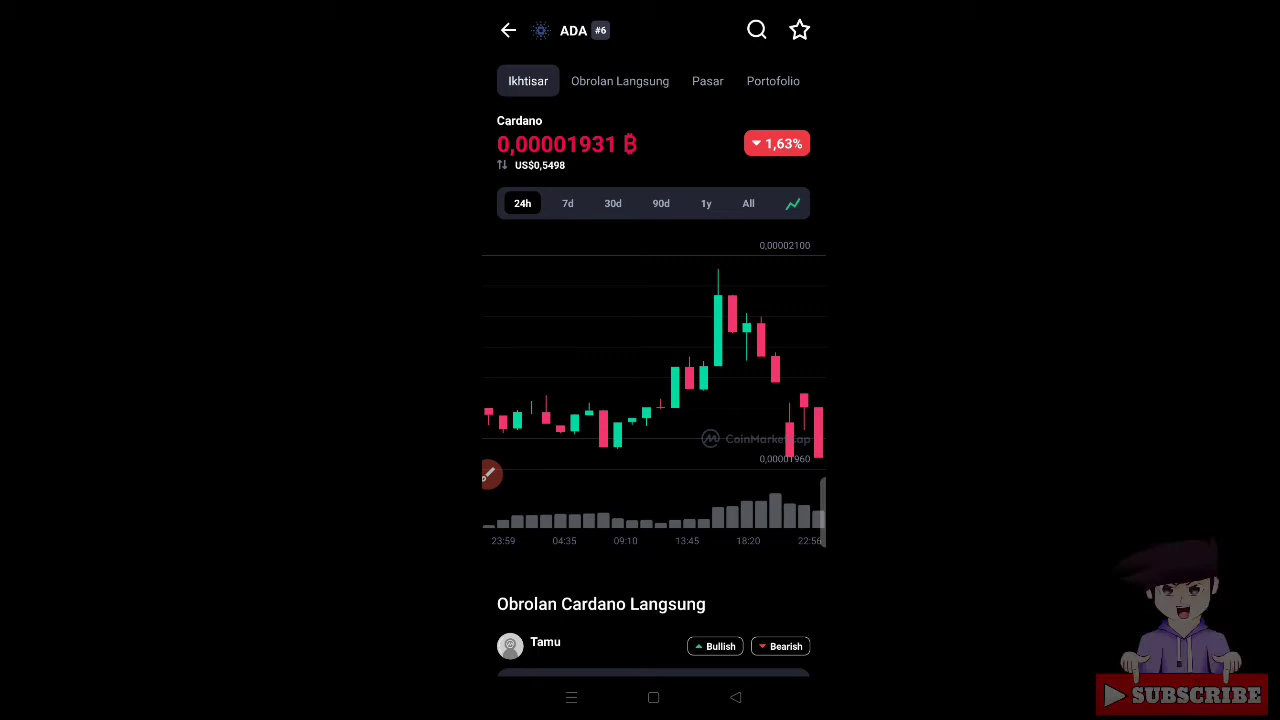 ADA #6
Ikhtisar Obrolan Langsung Pasar Portofolio
Cardano
0,00001931 ₿
1,63%
US$0,5498
24h 7d 30d 90d 1y All
0,00002100
CoinMarketCap
0,00001960
23:59 04:35 09:10 13:45 18:20 22:56
Obrolan Cardano Langsung
Tamu
Bullish Bearish
SUBSCRIBE